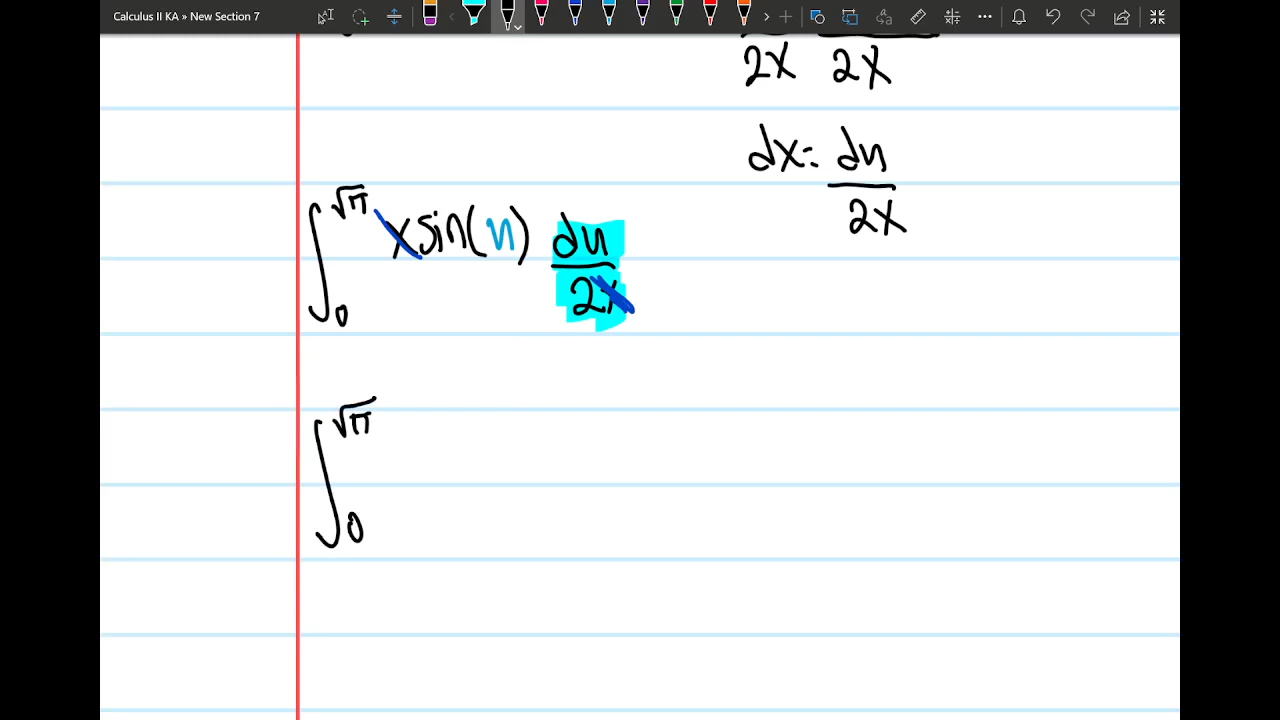 Calculus II KA » New Section 7
2x 2x
dx = du
2x
∫ √π 0 x sin(u) du
2x
∫ √π 0